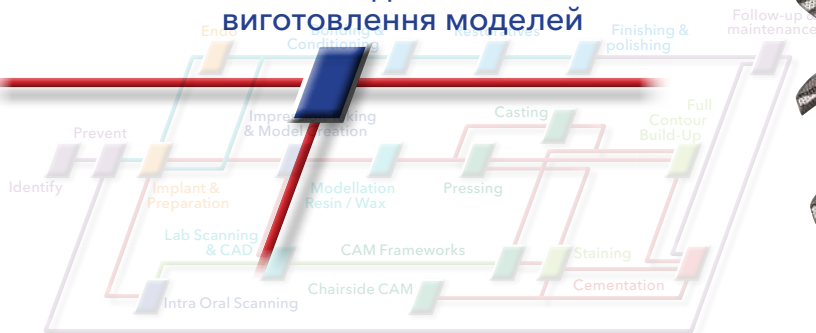 виготовлення моделей
Follow-up &
maintenance
Endo
Bonding &
Conditioning
Restoratives
Finishing &
polishing
Prevent
Impression Taking
& Model Creation
Casting
Full
Contour
Build-Up
Identify
Implant &
Preparation
Modellation
Resin / Wax
Pressing
Lab Scanning
& CAD
CAM Frameworks
Staining
Intra Oral Scanning
Chairside CAM
Cementation